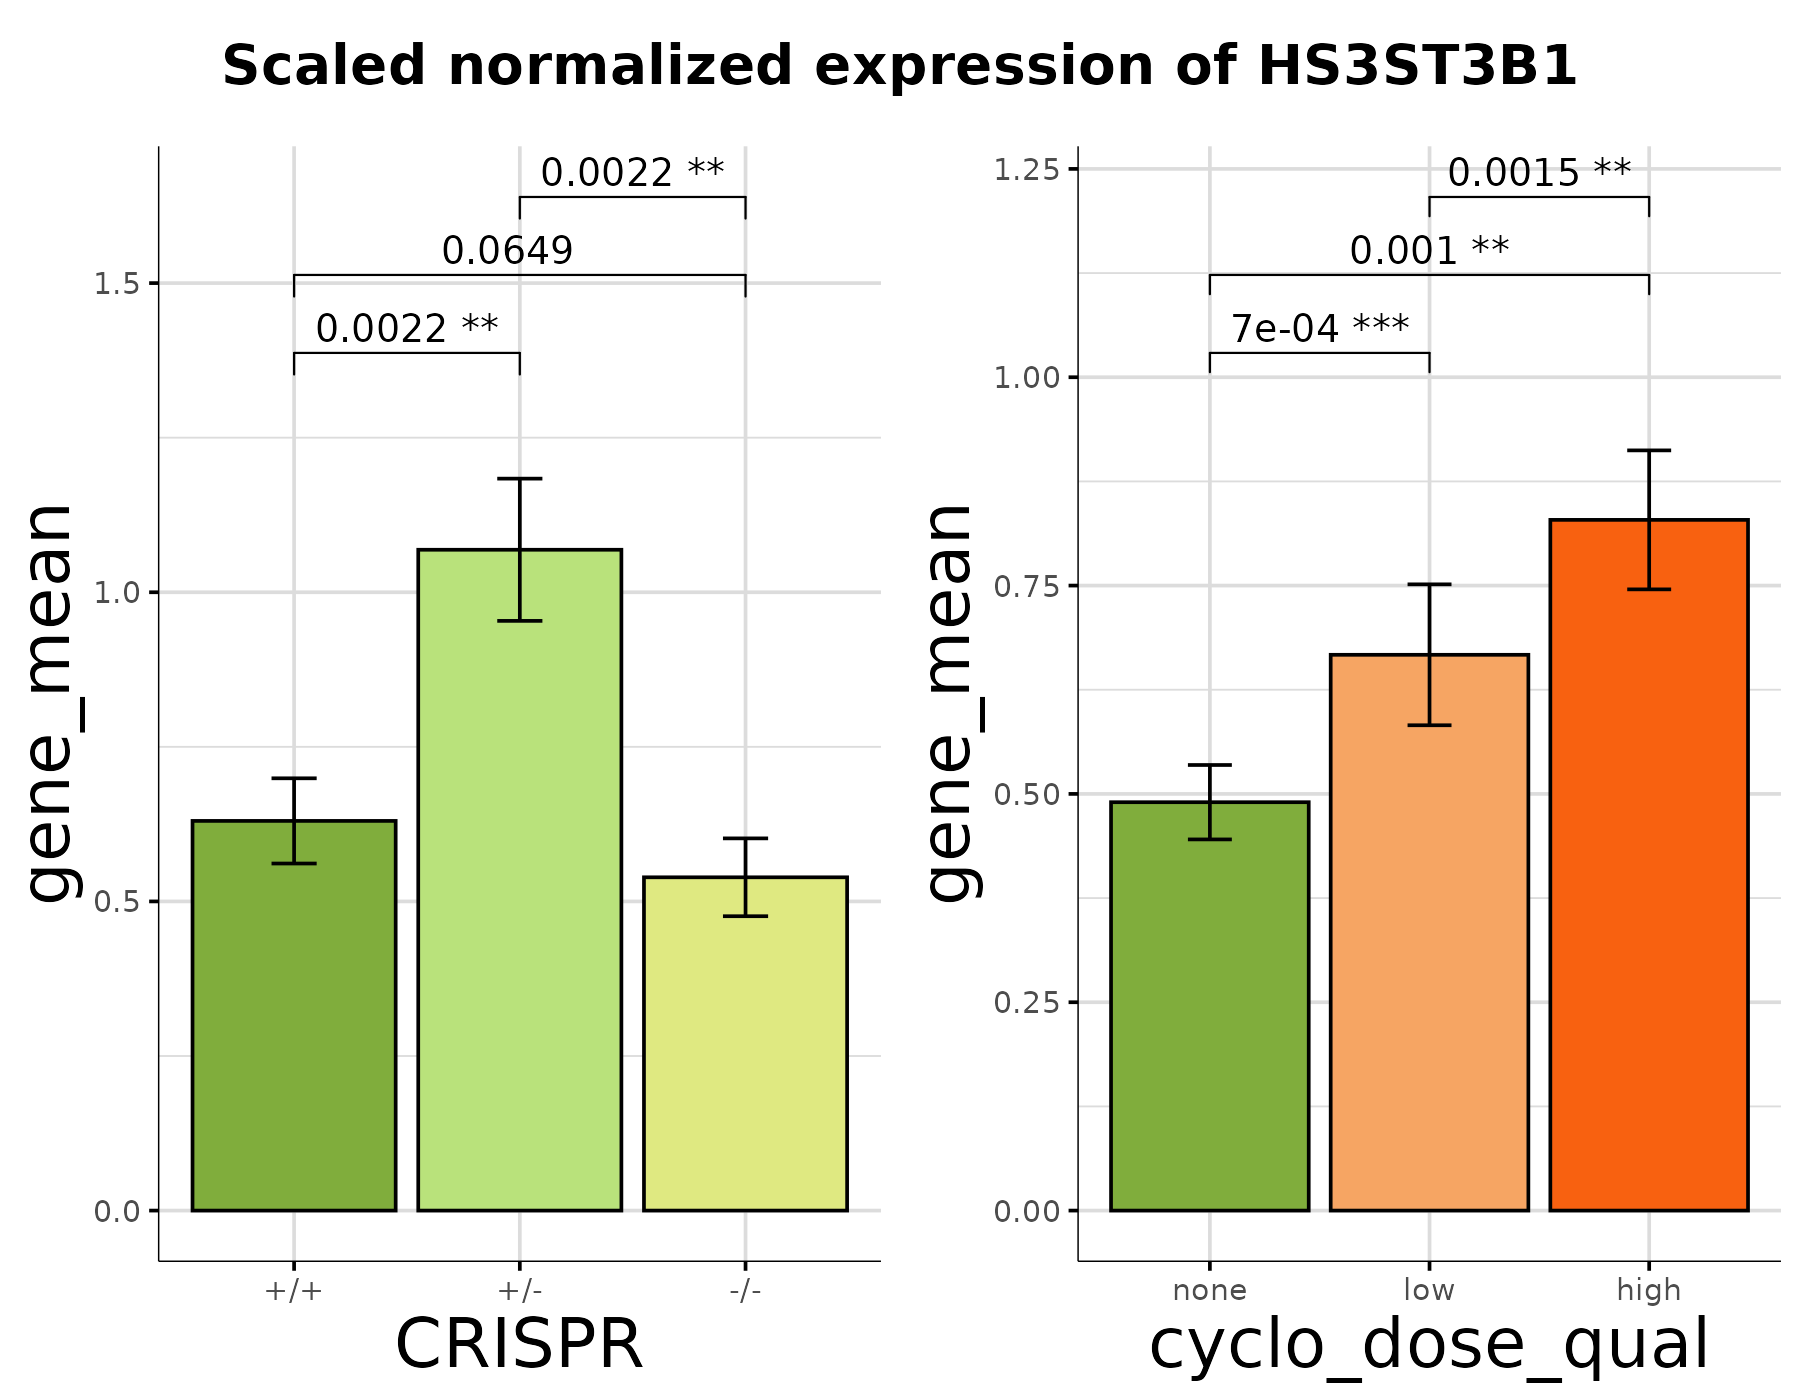 Scaled normalized expression of HS3ST3B1
gene_mean
1.5
1.0
0.5
0.0
0.0022 **
0.0649
0.0022 **
+/+
+/-
-/-
CRISPR
gene_mean
1.25
1.00
0.75
0.50
0.25
0.00
0.0015 **
0.001 **
7e-04 ***
none
low
high
cyclo_dose_qual